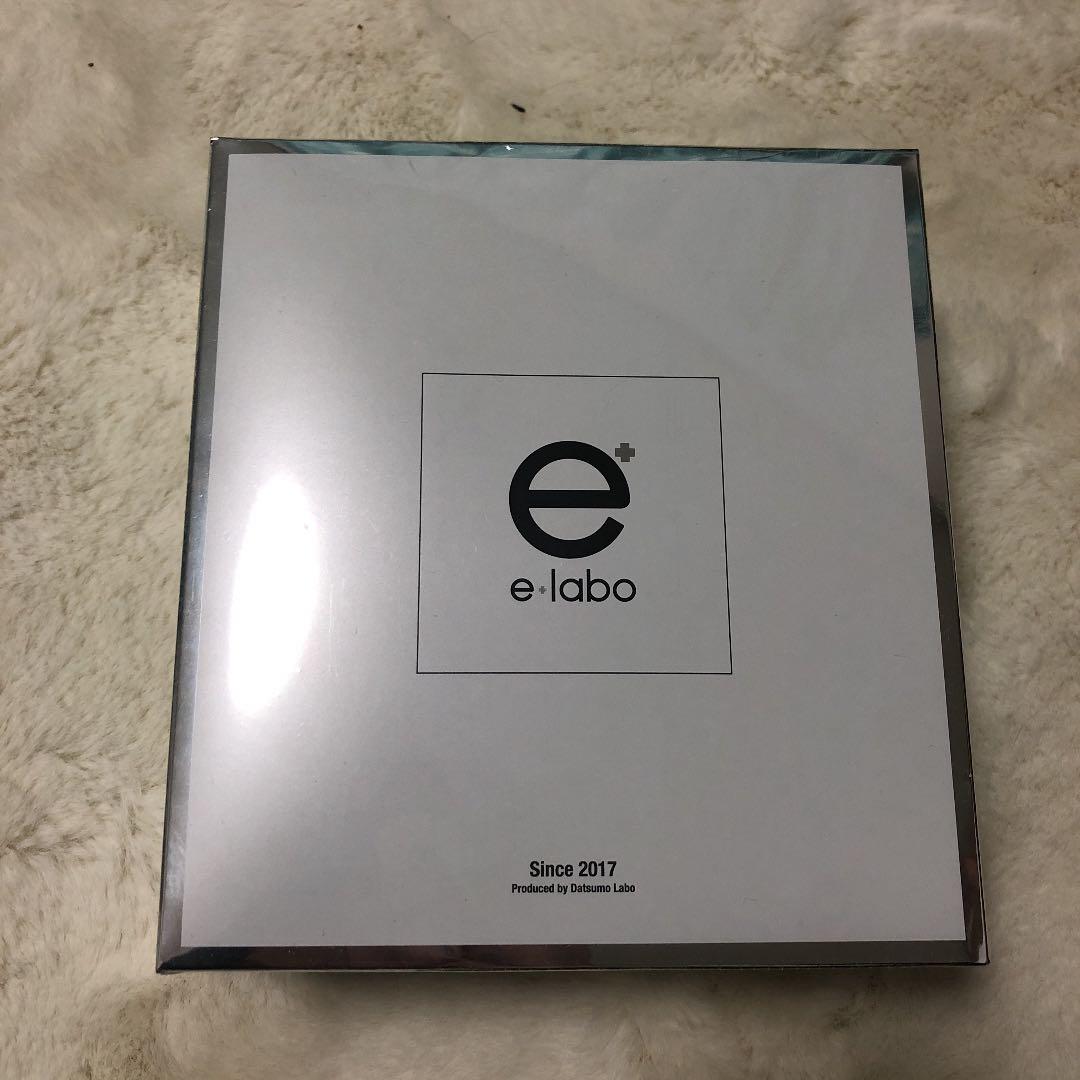 e+
e+labo
Since 2017
Produced by Datsumo Labo